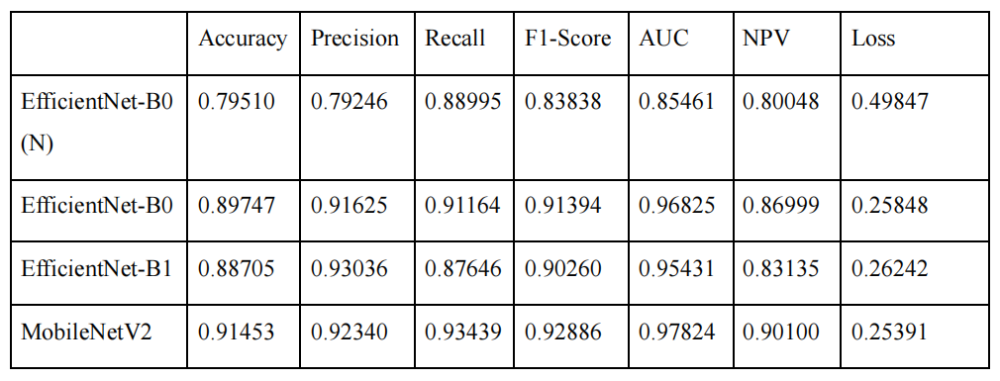 Accuracy Precision Recall F1-Score AUC NPV Loss
EfficientNet-B0 (N) 0.79510 0.79246 0.88995 0.83838 0.85461 0.80048 0.49847
EfficientNet-B0 0.89747 0.91625 0.91164 0.91394 0.96825 0.86999 0.25848
EfficientNet-B1 0.88705 0.93036 0.87646 0.90260 0.95431 0.83135 0.26242
MobileNetV2 0.91453 0.92340 0.93439 0.92886 0.97824 0.90100 0.25391